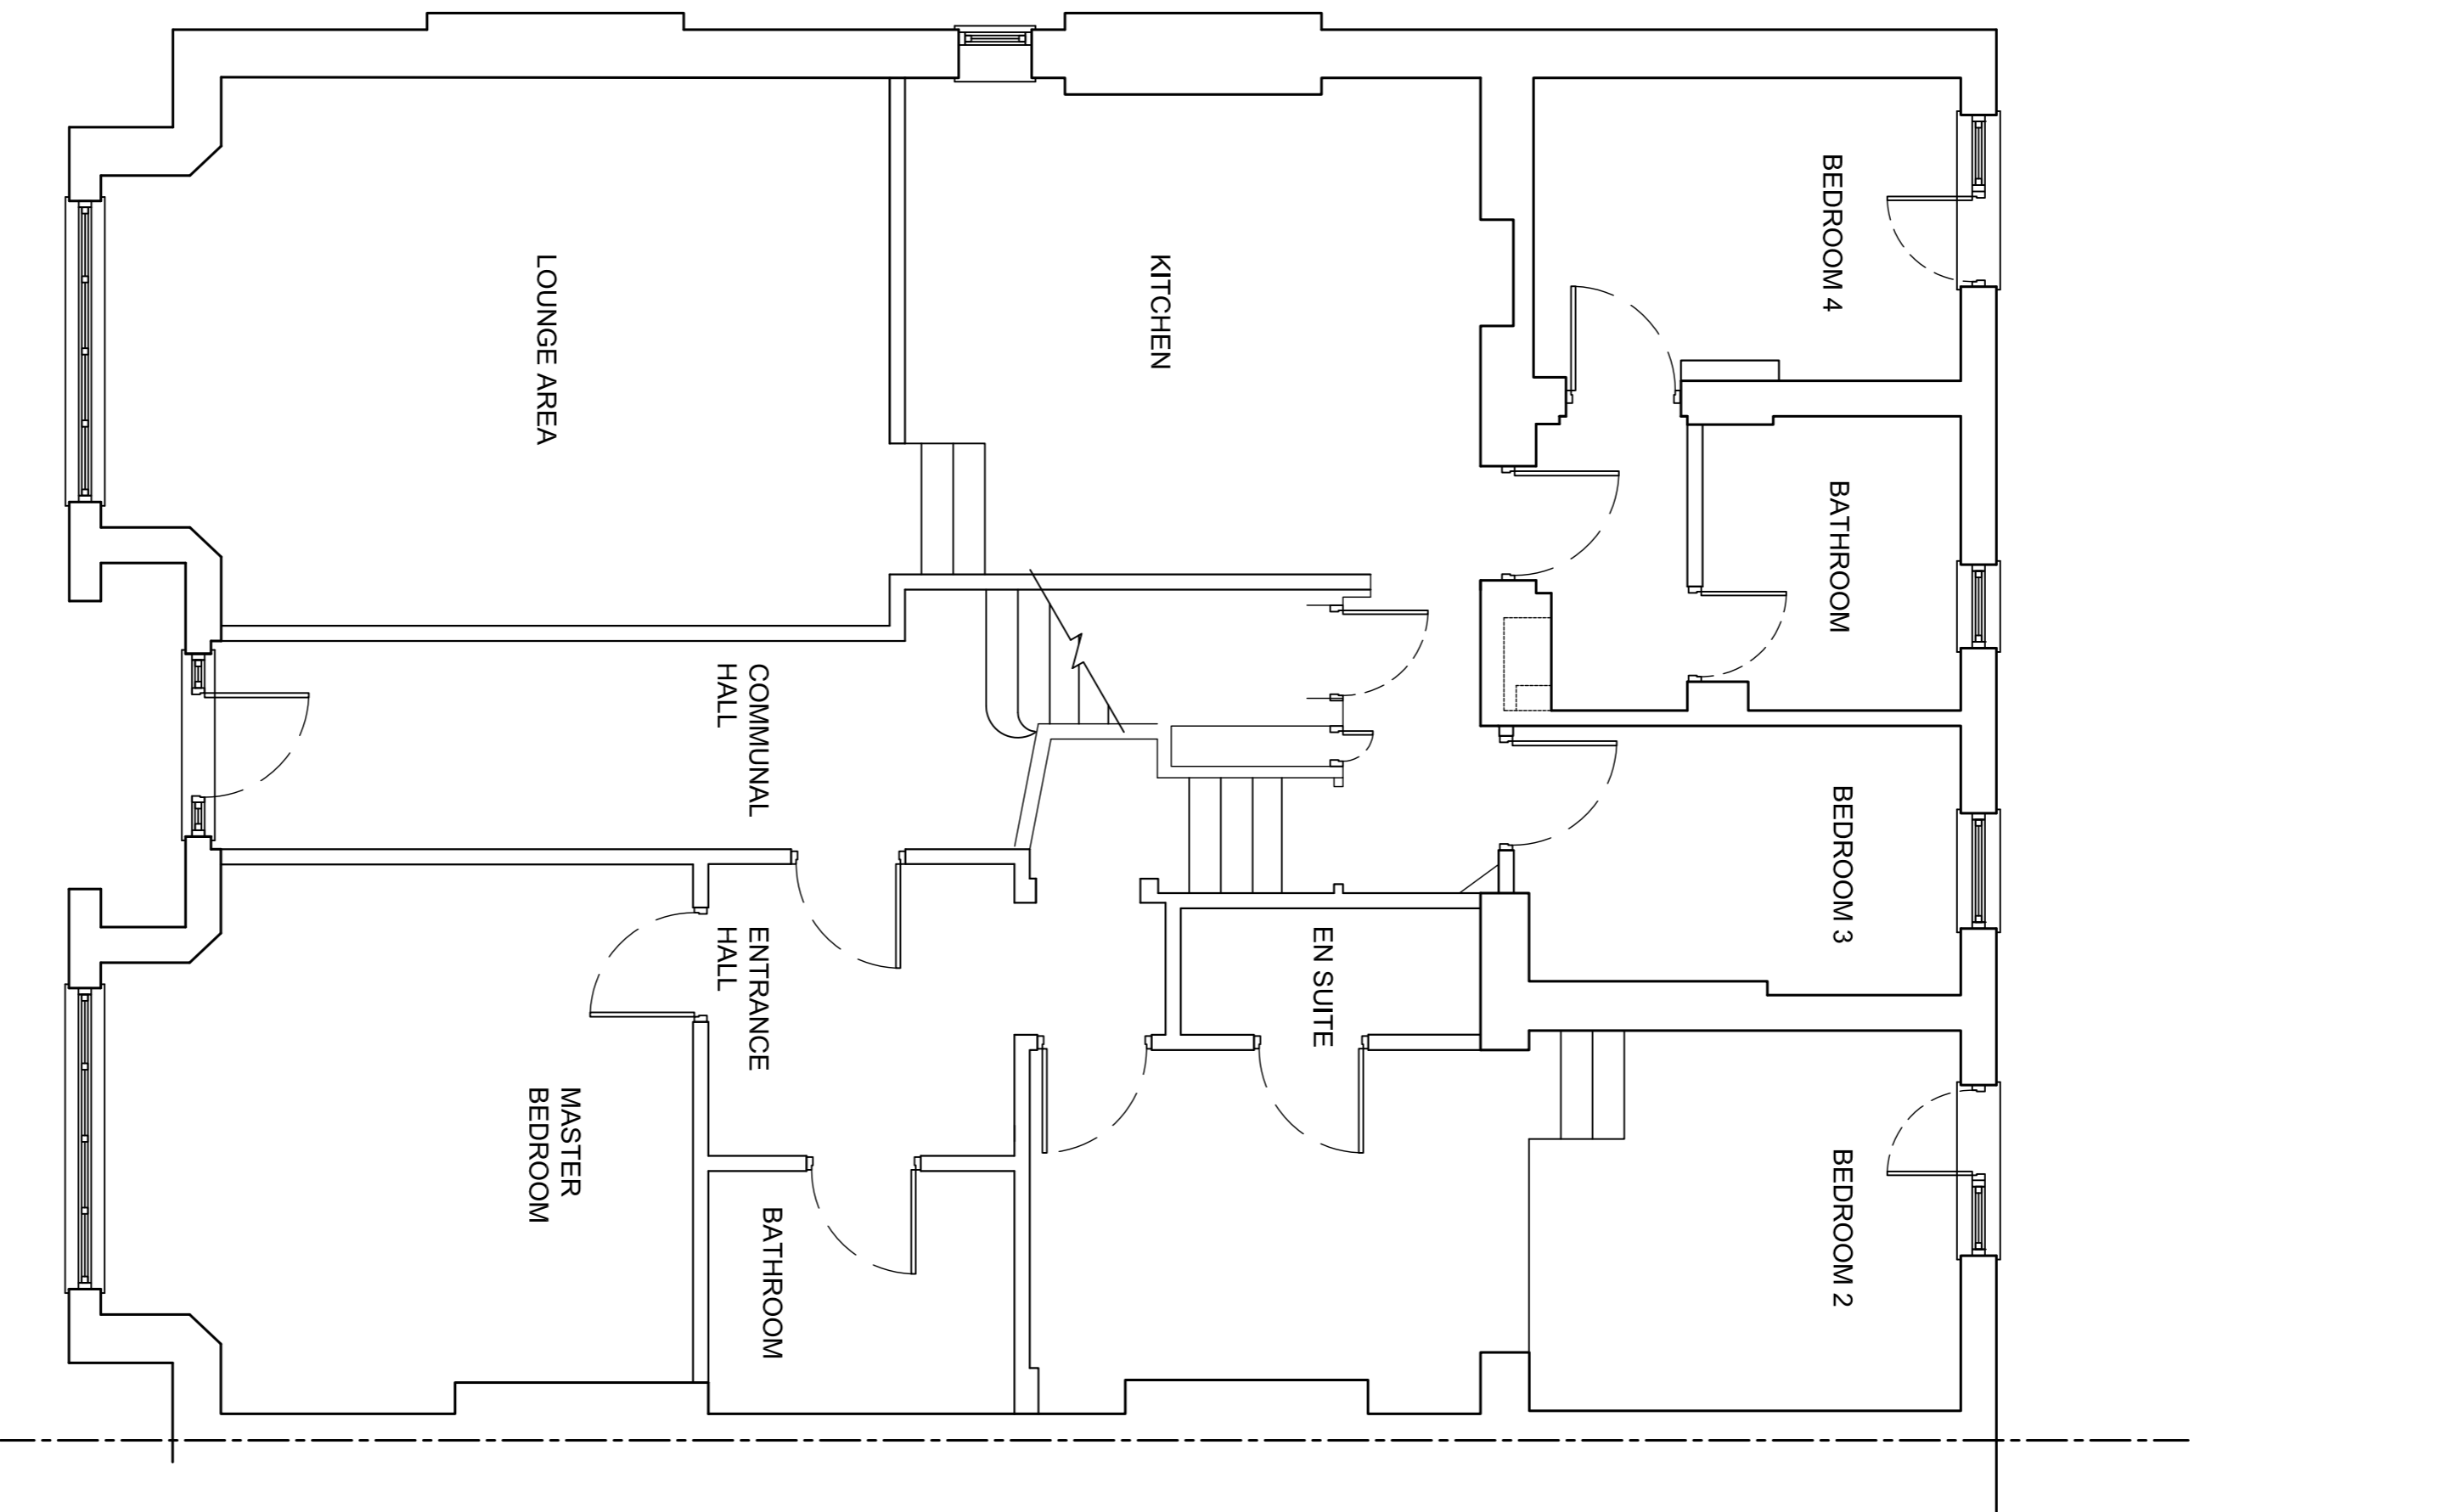 LOUNGE AREA
KITCHEN
BEDROOM 4
BATHROOM
COMMUNAL
HALL
BEDROOM 3
ENTRANCE
HALL
EN SUITE
MASTER
BEDROOM
BATHROOM
BEDROOM 2